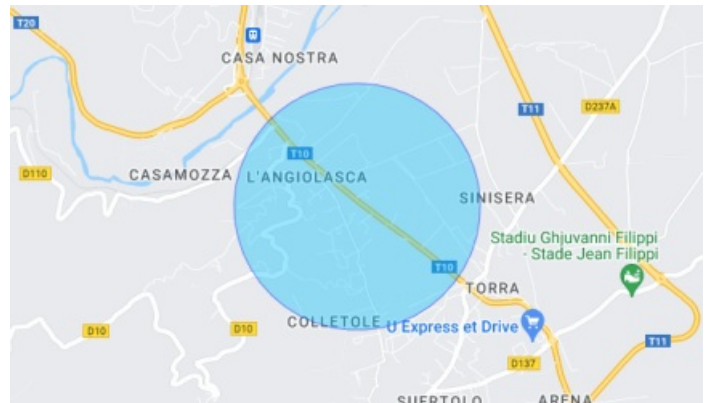 T20
CASA NOSTRA
T11
D237A
T10
D110
CASAMOZZA
L'ANGIOLASCA
SINISERA
Stadiu Ghjuvanni Filippi
- Stade Jean Filippi
T10
TORRA
D10
D10
COLLETOLE
U Express et Drive
T11
D137
SUERTOLO
ARENA